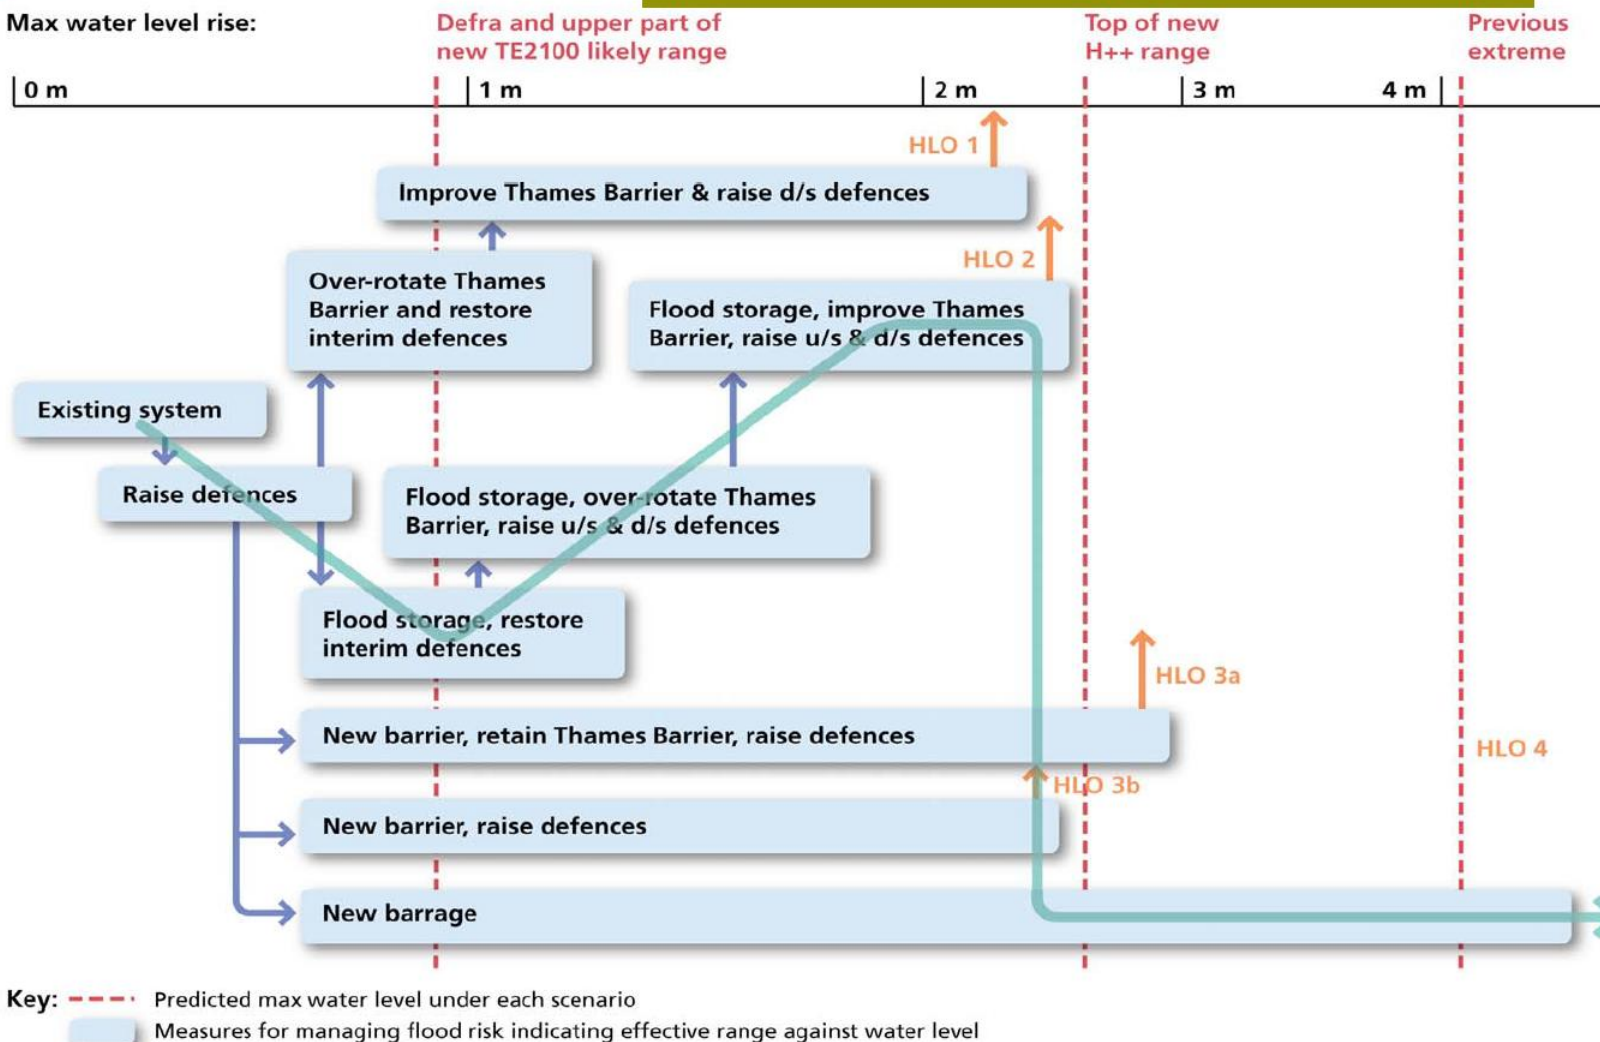 Max water level rise:
Defra and upper part of
new TE2100 likely range
Top of new
H++ range
Previous
extreme
0 m
1 m
2 m
3 m
4 m
HLO 1
Improve Thames Barrier & raise d/s defences
HLO 2
Over-rotate Thames
Barrier and restore
interim defences
Flood storage, improve Thames
Barrier, raise u/s & d/s defences
Existing system
Raise defences
Flood storage, over-rotate Thames
Barrier, raise u/s & d/s defences
Flood storage, restore
interim defences
HLO 3a
New barrier, retain Thames Barrier, raise defences
HLO 4
HLO 3b
New barrier, raise defences
New barrage
Key:
Predicted max water level under each scenario
Measures for managing flood risk indicating effective range against water level